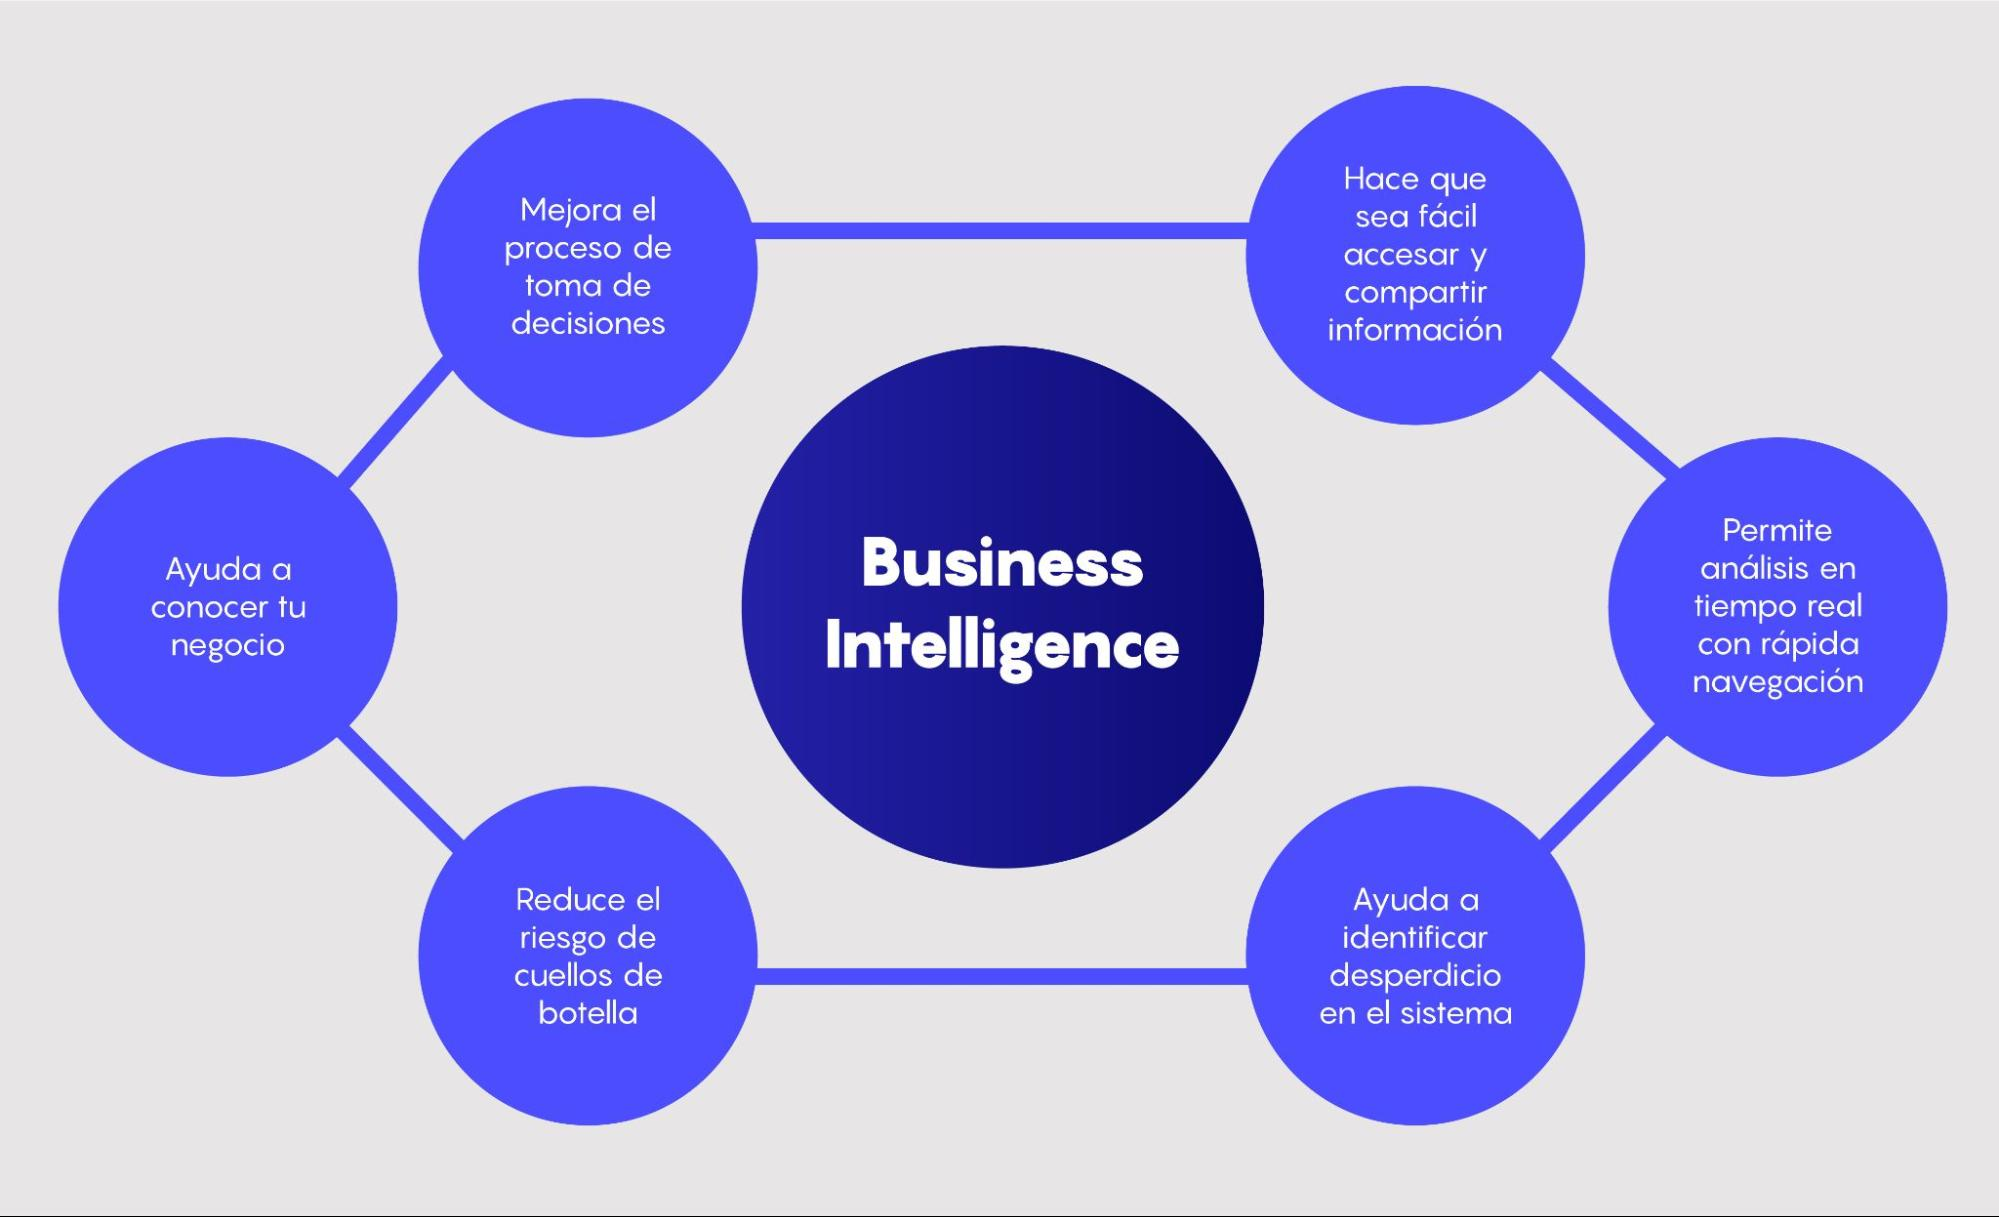 Mejora el
proceso de
toma de
decisiones
Hace que
sea fácil
accesar y
compartir
información
Ayuda a
conocer tu
negocio
Business
Intelligence
Permite
análisis en
tiempo real
con rápida
navegación
Reduce el
riesgo de
cuellos de
botella
Ayuda a
identificar
desperdicio
en el sistema